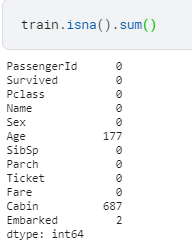 train.isna().sum()
PassengerId 0
Survived 0
Pclass 0
Name 0
Sex 0
Age 177
SibSp 0
Parch 0
Ticket 0
Fare 0
Cabin 687
Embarked 2
dtype: int64